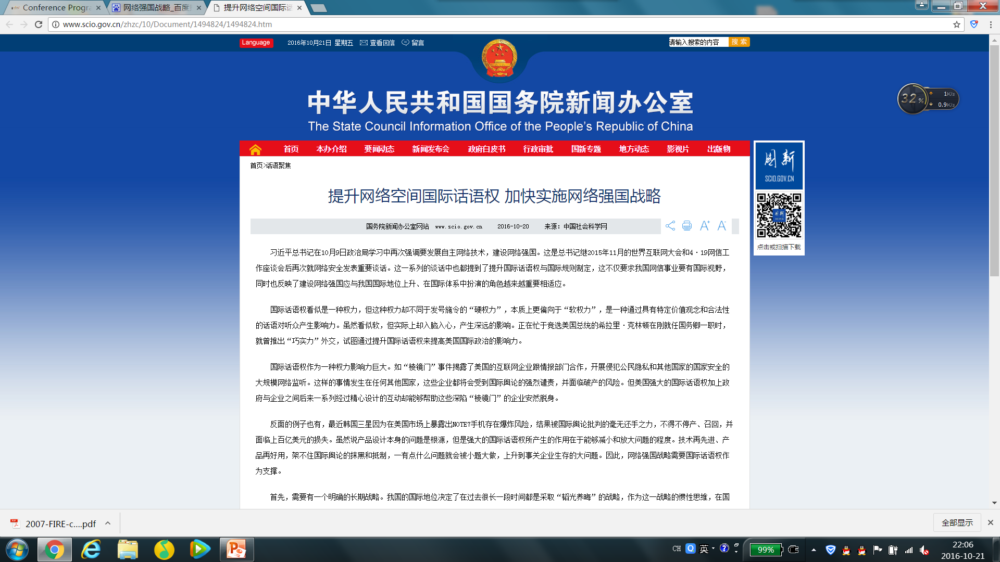 Conference Progra
网络强国战略_百度
提升网络空间国际话
www.scio.gov.cn/zhzc/10/Document/1494824/1494824.htm
Language 2016年10月21日 星期五 查看回信 留言
请输入搜索的内容 搜 索
中华人民共和国国务院新闻办公室
The State Council Information Office of the People's Republic of China
32% 1K/s
0.9K/s
首页 本办介绍 要闻动态 新闻发布会 政府白皮书 行政审批 国新专题 地方动态 影视片 出版物
首页>话语聚焦
国新
SCIO.GOV.CN
国新
点击或扫描下载
提升网络空间国际话语权 加快实施网络强国战略
国务院新闻办公室网站 www.scio.gov.cn 2016-10-20 来源：中国社会科学网
A+ A-
习近平总书记在10月9日政治局学习中再次强调要发展自主网络技术，建设网络强国。这是总书记继2015年11月的世界互联网大会和4·19网信工
作座谈会后再次就网络安全发表重要谈话。这一系列的谈话中也都提到了提升国际话语权与国际规则制定，这不仅要求我国网信事业要有国际视野，
同时也反映了建设网络强国应与我国国际地位上升、在国际体系中扮演的角色越来越重要相适应。
国际话语权看似是一种权力，但这种权力却不同于发号施令的“硬权力”，本质上更偏向于“软权力”，是一种通过具有特定价值观念和合法性
的话语对听众产生影响力。虽然看似软，但实际上却入脑入心，产生深远的影响。正在忙于竞选美国总统的希拉里·克林顿在刚就任国务卿一职时，
就曾推出“巧实力”外交，试图通过提升国际话语权来提高美国国际政治的影响力。
国际话语权作为一种权力影响力巨大。如“棱镜门”事件揭露了美国的互联网企业跟情报部门合作，开展侵犯公民隐私和其他国家的国家安全的
大规模网络监听。这样的事情发生在任何其他国家，这些企业都将会受到国际舆论的强烈谴责，并面临破产的风险。但美国强大的国际话语权加上政
府与企业之间后来一系列经过精心设计的互动却能够帮助这些深陷“棱镜门”的企业安然脱身。
反面的例子也有，最近韩国三星因为在美国市场上暴露出NOTE7手机存在爆炸风险，结果被国际舆论批判的毫无还手之力，不得不停产、召回，并
面临上百亿美元的损失。虽然说产品设计本身的问题是根源，但是强大的国际话语权所产生的作用在于能够减小和放大问题的程度。技术再先进、产
品再好用，架不住国际舆论的抹黑和抵制，一有点什么问题就会被小题大做，上升到事关企业生存的大问题。因此，网络强国战略需要国际话语权作
为支撑。
首先，需要有一个明确的长期战略。我国的国际地位决定了在过去很长一段时间都是采取“韬光养晦”的战略，作为这一战略的惯性思维，在国
2007-FIRE-c....pdf
全部显示
CH 英
99%
22:06
2016-10-21